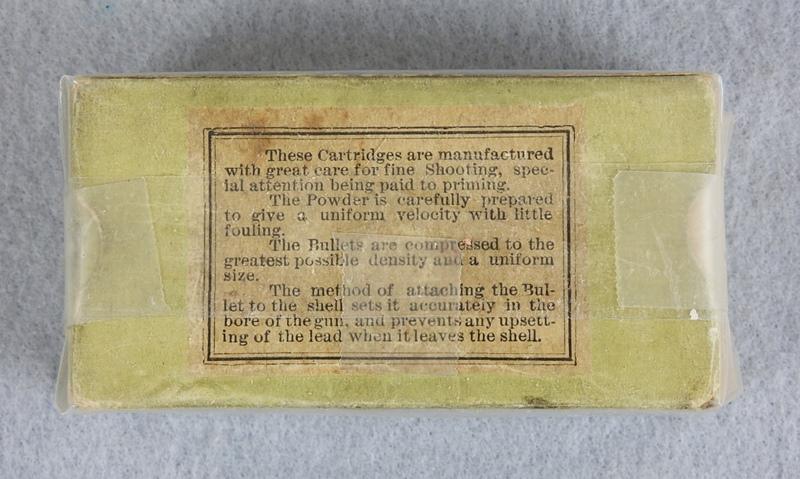 These Cartridges are manufactured
with great care for fine Shooting, spec-
ial attention being paid to priming.
The Powder is carefully prepared
to give a uniform velocity with little
fouling.
The Bullets are compressed to the
greatest possible density and a uniform
size.
The method of attaching the Bul-
let to the shell sets it accurately in the
bore of the gun, and prevents any upsett-
ing of the lead when it leaves the shell.